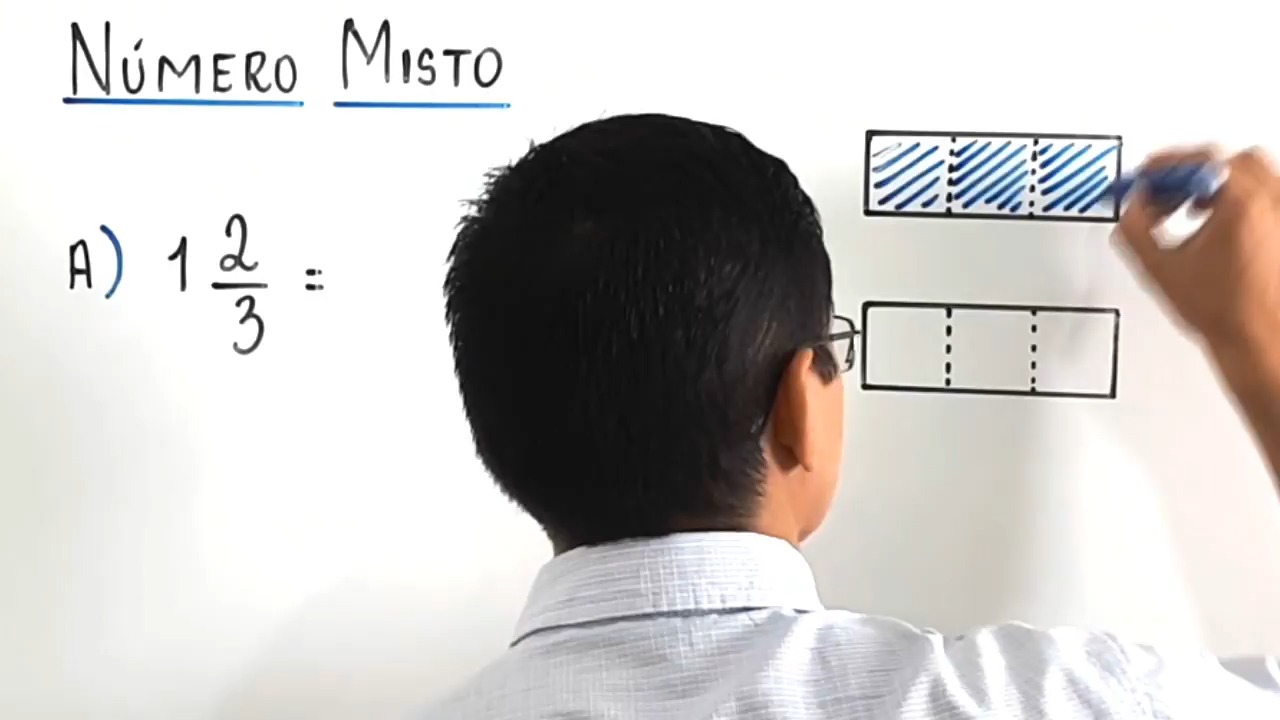 NÚMERO MISTO
A) 1 2/3 =